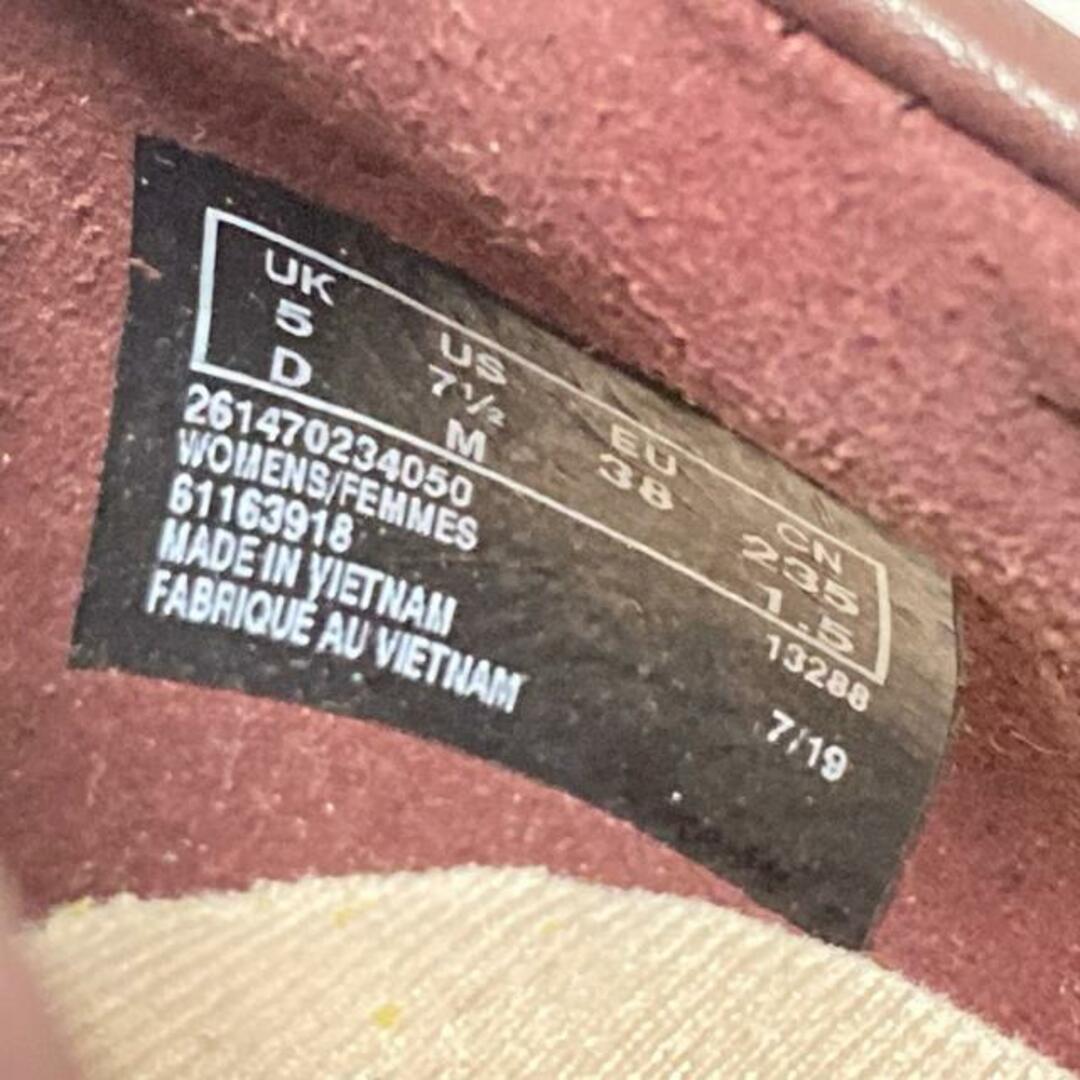 UK US EU CN
5 7½ 38 235
D M 1.5
261470234050 13288
WOMENS/FEMMES
61163918 7/19
MADE IN VIETNAM
FABRIQUÉ AU VIETNAM